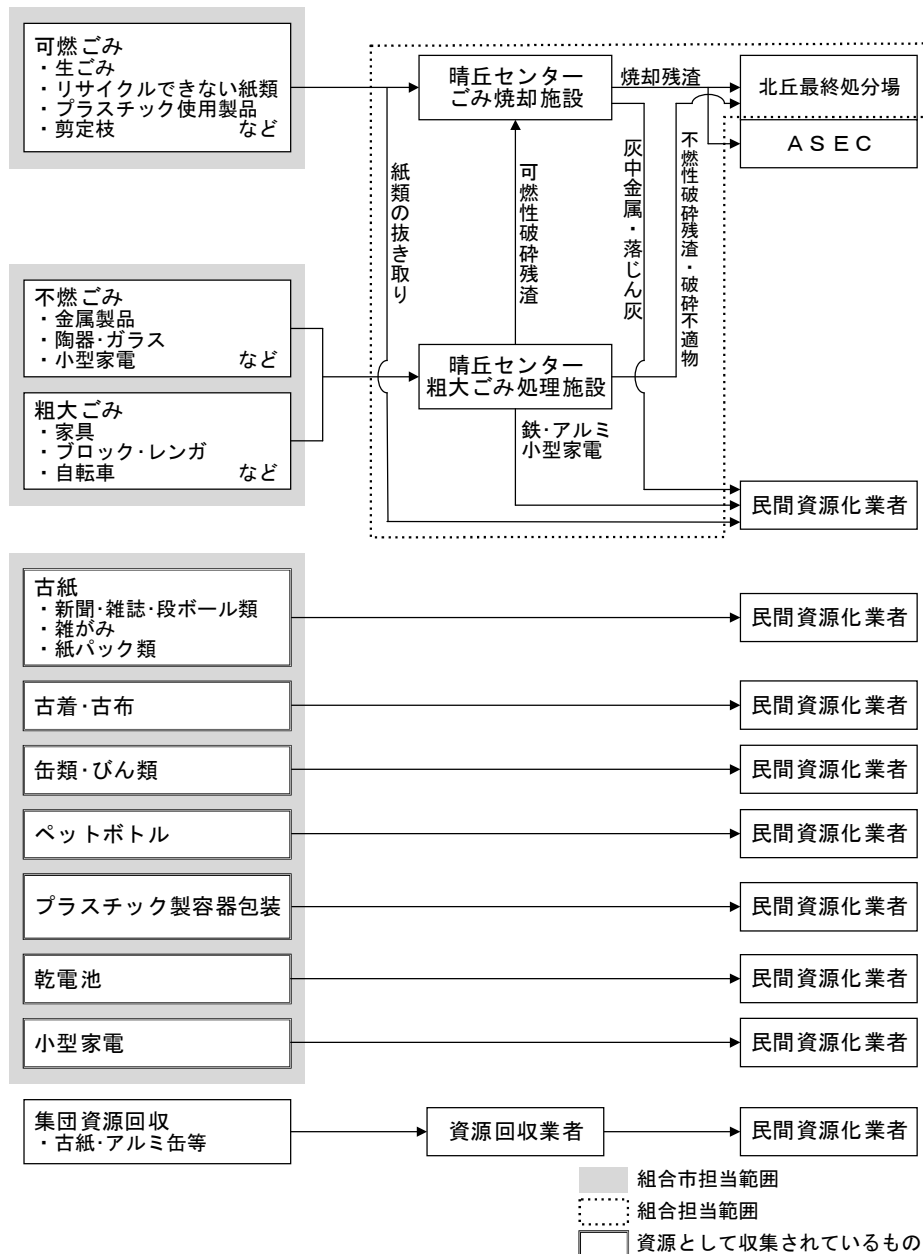 可燃ごみ
・生ごみ
・リサイクルできない紙類
・プラスチック使用製品
・剪定枝　など
晴丘センター
ごみ焼却施設
焼却残渣
北丘最終処分場
ＡＳＥＣ
紙類の抜き取り
可燃性破砕残渣
灰中金属・落じん灰
不燃性破砕残渣・破砕不適物
不燃ごみ
・金属製品
・陶器・ガラス
・小型家電　など
粗大ごみ
・家具
・ブロック・レンガ
・自転車　など
晴丘センター
粗大ごみ処理施設
鉄・アルミ
小型家電
民間資源化業者
古紙
・新聞・雑誌・段ボール類
・雑がみ
・紙パック類
民間資源化業者
古着・古布
民間資源化業者
缶類・びん類
民間資源化業者
ペットボトル
民間資源化業者
プラスチック製容器包装
民間資源化業者
乾電池
民間資源化業者
小型家電
民間資源化業者
集団資源回収
・古紙・アルミ缶等
資源回収業者
民間資源化業者
組合市担当範囲
組合担当範囲
資源として収集されているもの